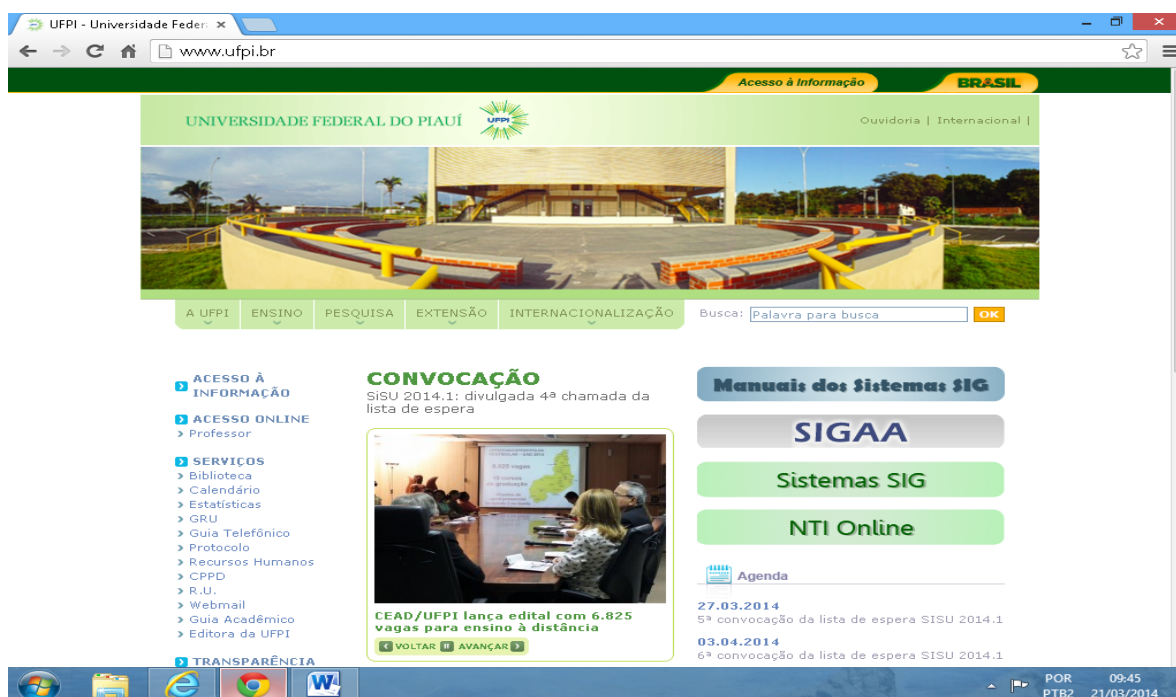 UFPI - Universidade Feder
www.ufpi.br
Acesso à Informação
BRASIL
UNIVERSIDADE FEDERAL DO PIAUÍ
UFPI
Ouvidoria | Internacional |
A UFPI
ENSINO
PESQUISA
EXTENSÃO
INTERNACIONALIZAÇÃO
Busca:
Palavra para busca
OK
ACESSO À
INFORMAÇÃO
ACESSO ONLINE
Professor
SERVIÇOS
Biblioteca
Calendário
Estatísticas
GRU
Guia Telefônico
Protocolo
Recursos Humanos
CPPD
R.U.
Webmail
Guia Acadêmico
Editora da UFPI
TRANSPARÊNCIA
CONVOCAÇÃO
SiSU 2014.1: divulgada 4ª chamada da
lista de espera
6.825 vagas
CEAD/UFPI lança edital com 6.825
vagas para ensino à distância
VOLTAR
AVANÇAR
Manuais dos Sistemas SIG
SIGAA
Sistemas SIG
NTI Online
Agenda
27.03.2014
5ª convocação da lista de espera SISU 2014.1
03.04.2014
6ª convocação da lista de espera SISU 2014.1
POR
PTB2
09:45
21/03/2014